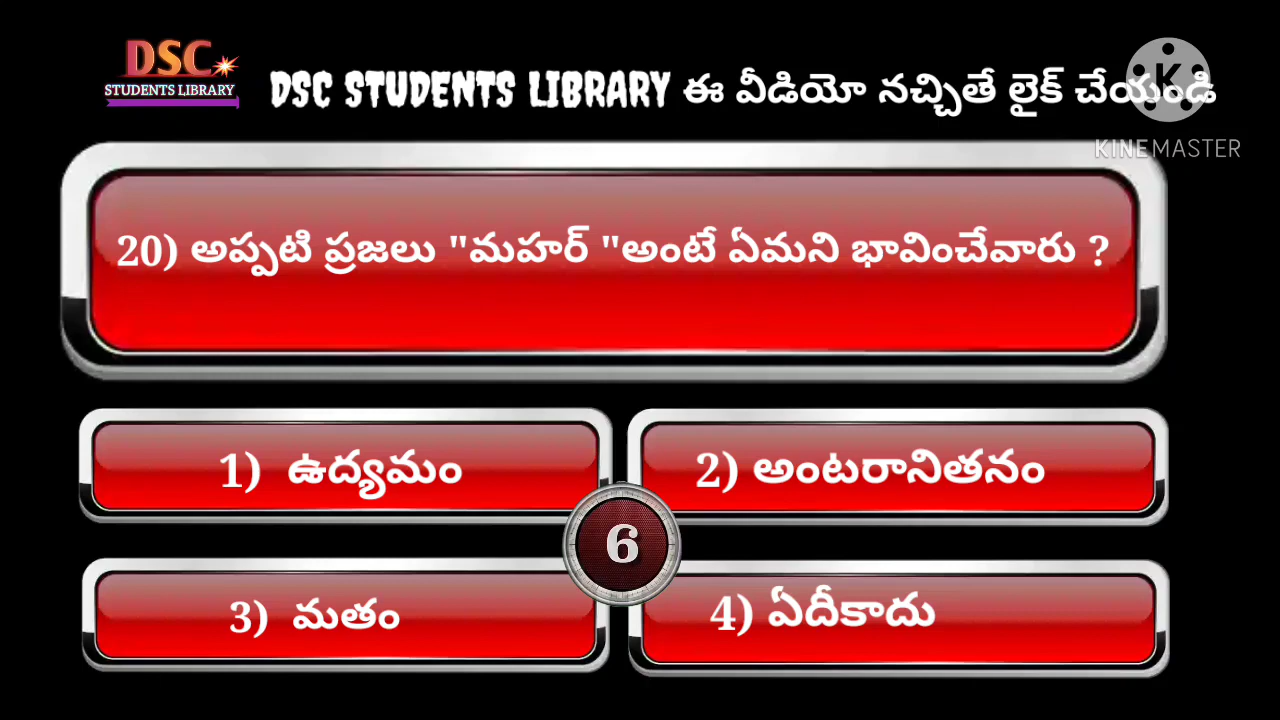 DSC
STUDENTS LIBRARY
DSC STUDENTS LIBRARY ఈ వీడియో నచ్చితే లైక్ చేయండి
K
KINEMASTER
20) అప్పటి ప్రజలు "మహర్ "అంటే ఏమని భావించేవారు ?
1) ఉద్యమం
2) అంటరానితనం
6
3) మతం
4) ఏదీకాదు